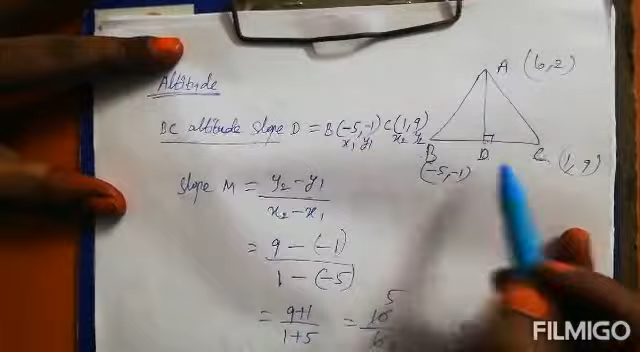 Altitude
A (6,2)
BC altitude slope D = B(-5,-1) C(1,9)
x₁ y₁ x₂ y₂
B D C (1,9)
(-5,-1)
Slope M = y₂-y₁ / x₂-x₁
= 9-(-1) / 1-(-5)
5
= 9+1 / 1+5 = 10 / 6
FILMIGO